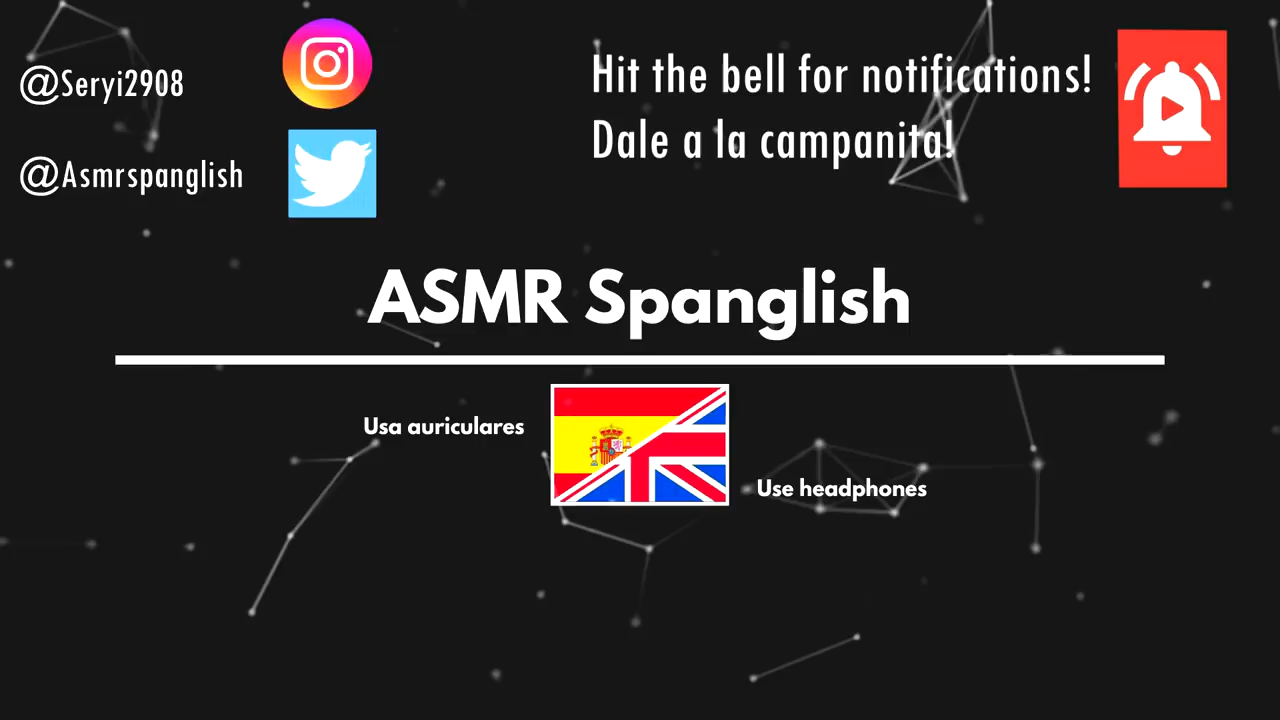 @Seryi2908
@Asmrspanglish
Hit the bell for notifications!
Dale a la campanita!
ASMR Spanglish
Usa auriculares
Use headphones